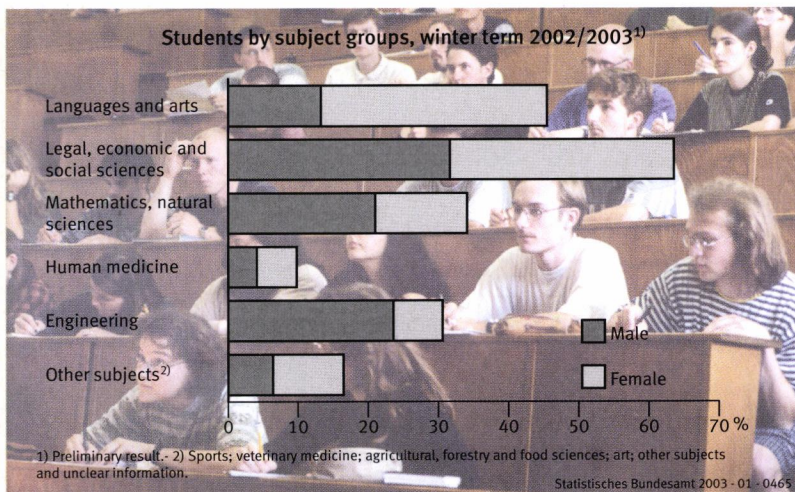 Students by subject groups, winter term 2002/2003¹⁾
Languages and arts
Legal, economic and
social sciences
Mathematics, natural
sciences
Human medicine
Engineering
Other subjects²⁾
Male
Female
0 10 20 30 40 50 60 70 %
1) Preliminary result.- 2) Sports; veterinary medicine; agricultural, forestry and food sciences; art; other subjects
and unclear information.
Statistisches Bundesamt 2003 - 01 - 0465